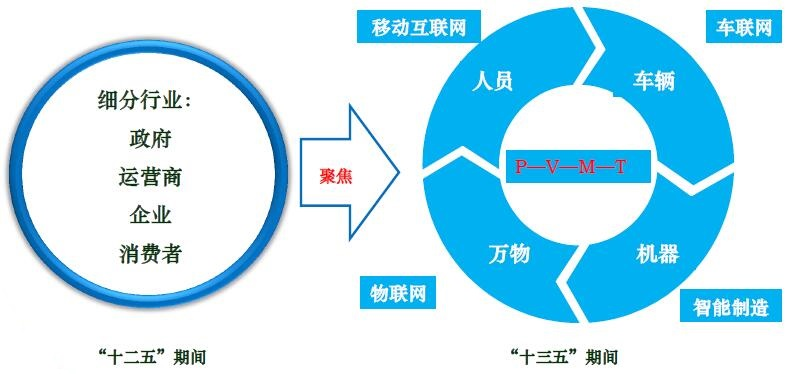 细分行业：
政府
运营商
企业
消费者
“十二五”期间
聚焦
移动互联网
车联网
人员
车辆
P—V—M—T
万物
机器
物联网
智能制造
“十三五”期间